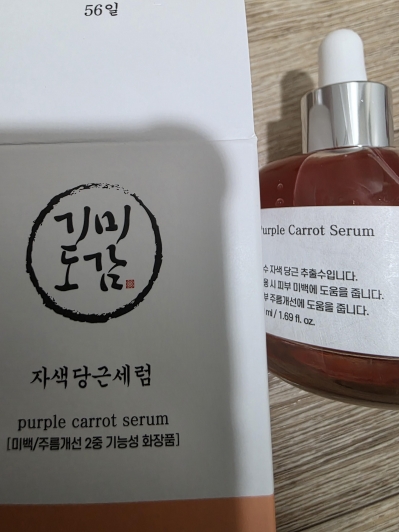 56일
기미
도감
자색당근세럼
purple carrot serum
[미백/주름개선 2중 기능성 화장품]
Purple Carrot Serum
수 자색 당근 추출수입니다.
용 시 피부 미백에 도움을 줍니다.
부 주름개선에 도움을 줍니다.
ml / 1.69 fl. oz.